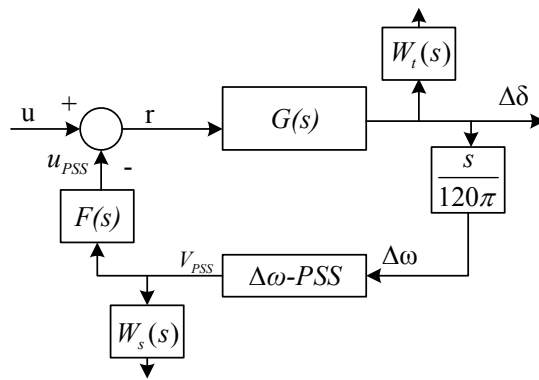 W_t(s)
u
+
r
G(s)
Δδ
u_PSS
-
s
120π
F(s)
V_PSS
Δω-PSS
Δω
W_s(s)